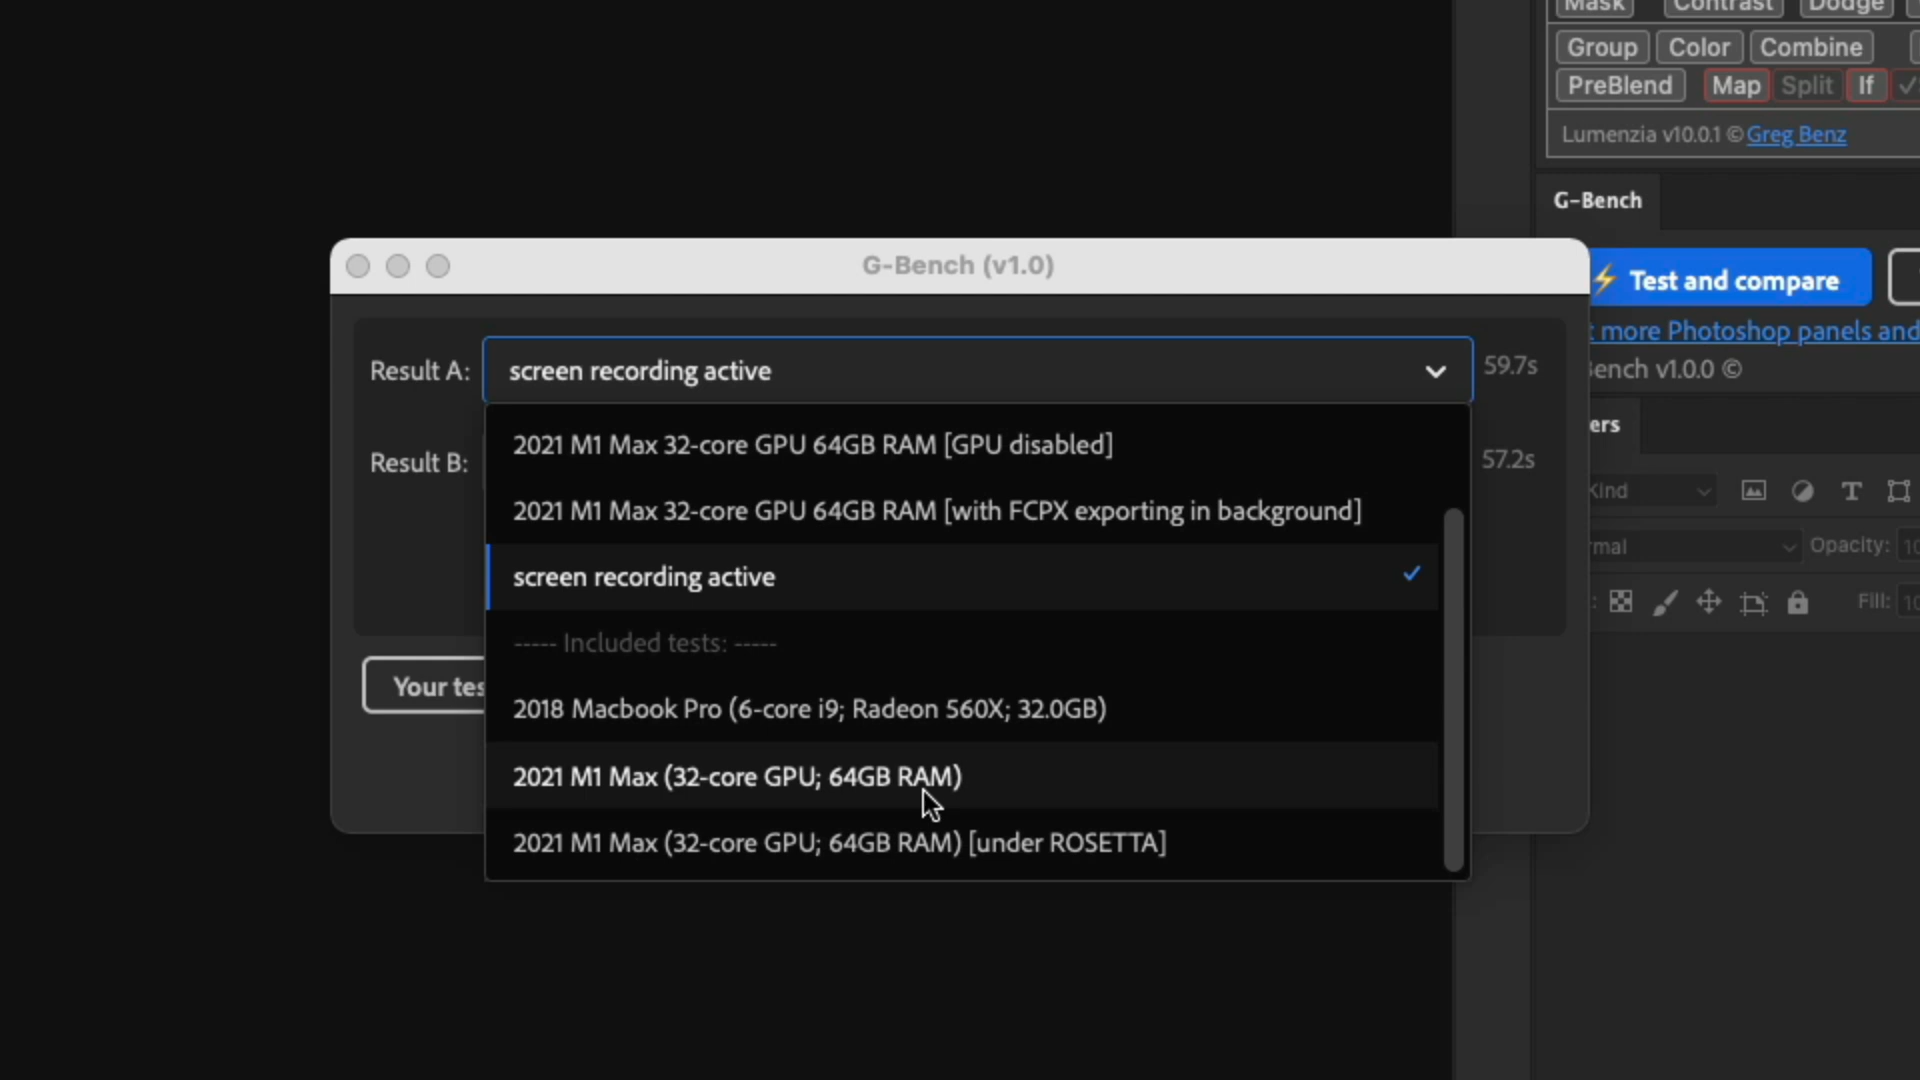 Mask Contrast Dodge
Group Color Combine
PreBlend Map Split If
Lumenzia v10.0.1 © Greg Benz
G-Bench
G-Bench (v1.0)
Test and compare
more Photoshop panels and
Bench v1.0.0 ©
Result A: screen recording active 59.7s
2021 M1 Max 32-core GPU 64GB RAM [GPU disabled]
Result B: 57.2s
2021 M1 Max 32-core GPU 64GB RAM [with FCPX exporting in background]
screen recording active
----- Included tests: -----
2018 Macbook Pro (6-core i9; Radeon 560X; 32.0GB)
2021 M1 Max (32-core GPU; 64GB RAM)
2021 M1 Max (32-core GPU; 64GB RAM) [under ROSETTA]
Your tes
ers
Kind
mal Opacity: 10
Fill: 10